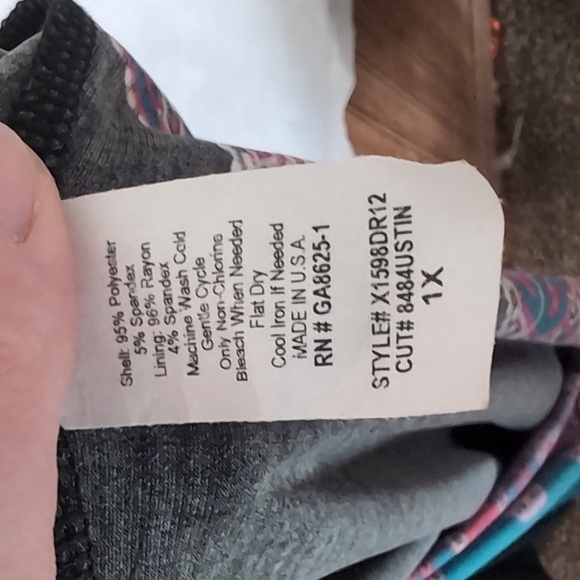 Shell: 95% Polyester
5% Spandex
Lining: 96% Rayon
4% Spandex
Machine Wash Cold
Gentle Cycle
Only Non-Chlorine
Bleach When Needed
Flat Dry
Cool Iron If Needed
MADE IN U.S.A.
RN # GA8625-1
STYLE# X1598DR12
CUT# 8484USTIN
1X